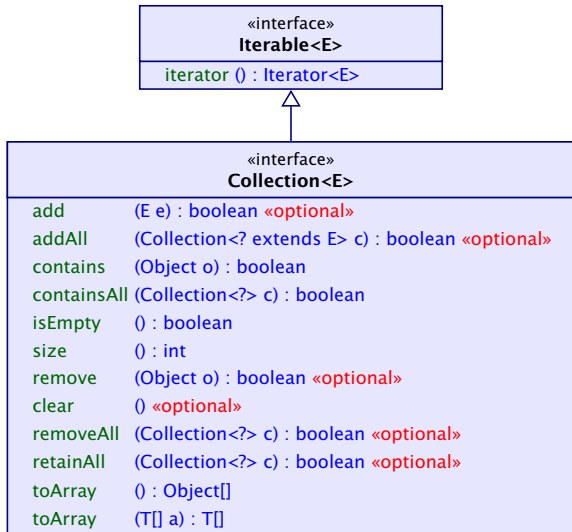 «interface»
Iterable<E>
iterator () : Iterator<E>
«interface»
Collection<E>
add (E e) : boolean «optional»
addAll (Collection<? extends E> c) : boolean «optional»
contains (Object o) : boolean
containsAll (Collection<?> c) : boolean
isEmpty () : boolean
size () : int
remove (Object o) : boolean «optional»
clear () «optional»
removeAll (Collection<?> c) : boolean «optional»
retainAll (Collection<?> c) : boolean «optional»
toArray () : Object[]
toArray (T[] a) : T[]